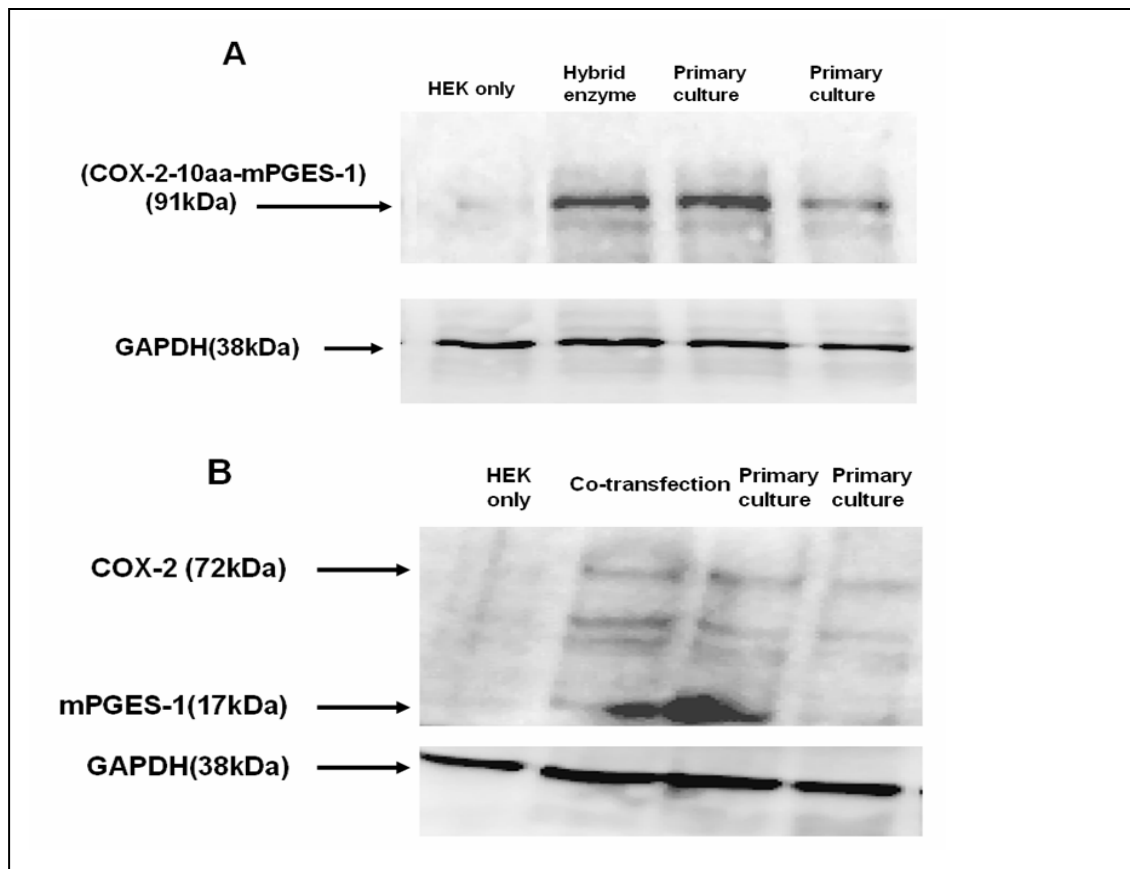 A
HEK only
Hybrid
enzyme
Primary
culture
Primary
culture
(COX-2-10aa-mPGES-1)
(91kDa)
GAPDH(38kDa)
B
HEK
only
Co-transfection
Primary
culture
Primary
culture
COX-2 (72kDa)
mPGES-1(17kDa)
GAPDH(38kDa)